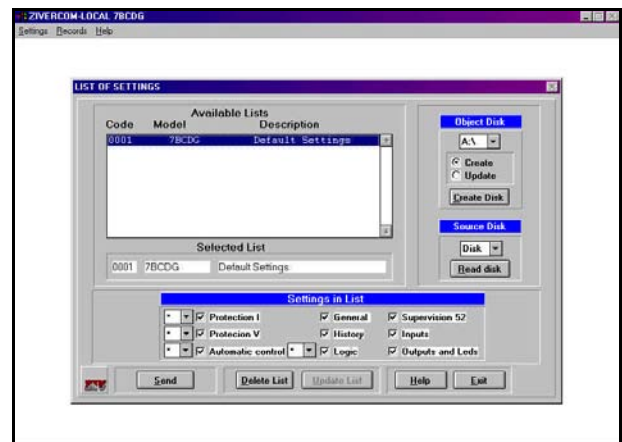 ZIVERCOM-LOCAL 7BCDG
Settings Records Help
LIST OF SETTINGS
Available Lists
Code Model Description
0001 7BCDG Default Settings
Selected List
0001 7BCDG Default Settings
Object Disk
A:\
Create
Update
Create Disk
Source Disk
Disk
Read disk
Settings in List
* Protection I General Supervision 52
* Protecion V History Inputs
* Automatic control * Logic Outputs and Leds
Send Delete List Update List Help Exit